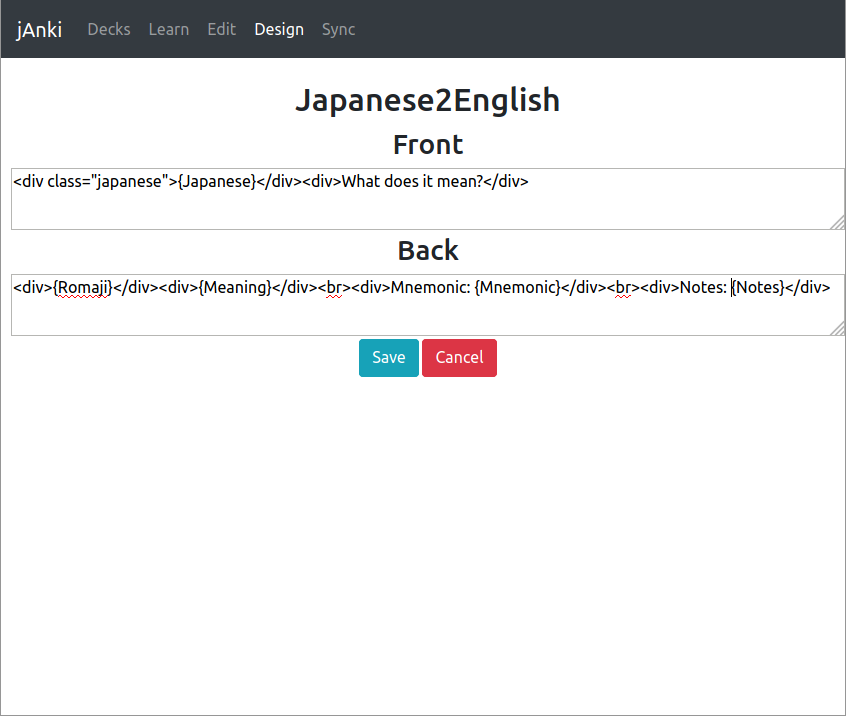 jAnki Decks Learn Edit Design Sync
Japanese2English
Front
<div class="japanese">{Japanese}</div><div>What does it mean?</div>
Back
<div>{Romaji}</div><div>{Meaning}</div><br><div>Mnemonic: {Mnemonic}</div><br><div>Notes: {Notes}</div>
Save Cancel